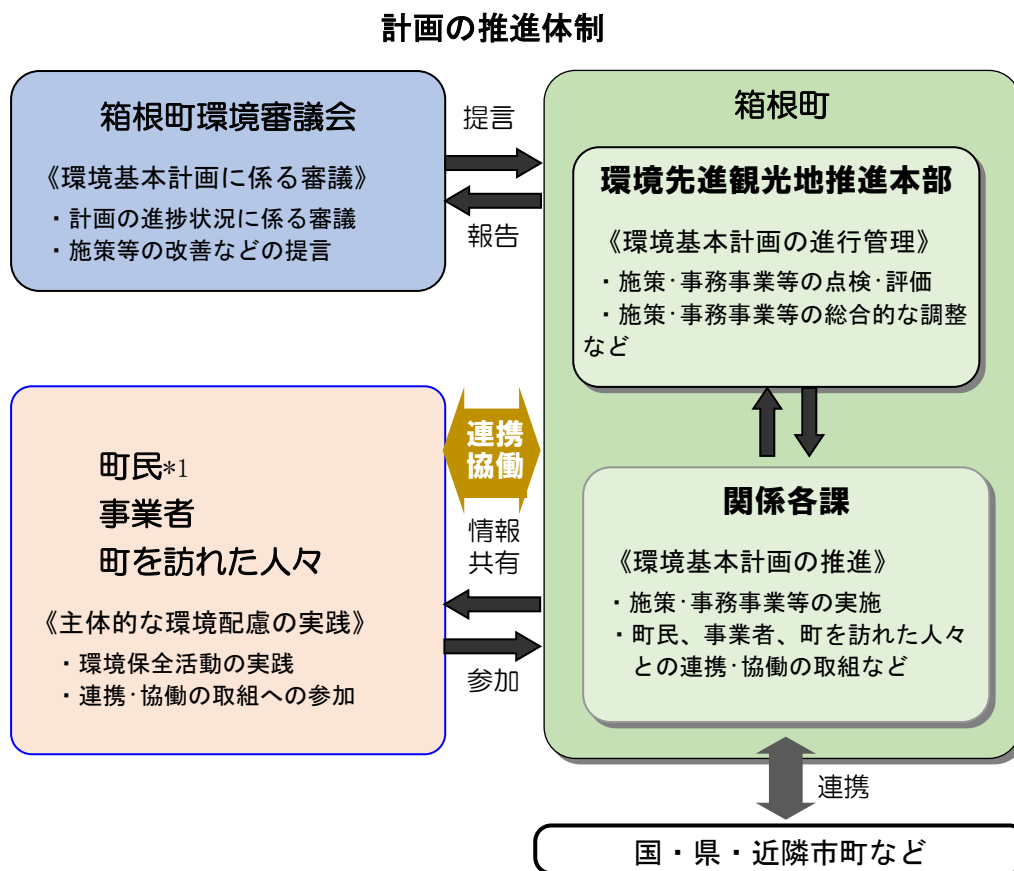 計画の推進体制
箱根町環境審議会
《環境基本計画に係る審議》
・計画の進捗状況に係る審議
・施策等の改善などの提言
提言
報告
箱根町
環境先進観光地推進本部
《環境基本計画の進行管理》
・施策･事務事業等の点検･評価
・施策･事務事業等の総合的な調整
など
町民*1
事業者
町を訪れた人々
《主体的な環境配慮の実践》
・環境保全活動の実践
・連携･協働の取組への参加
連携
協働
情報
共有
参加
関係各課
《環境基本計画の推進》
・施策･事務事業等の実施
・町民、事業者、町を訪れた人々
との連携･協働の取組など
連携
国・県・近隣市町など